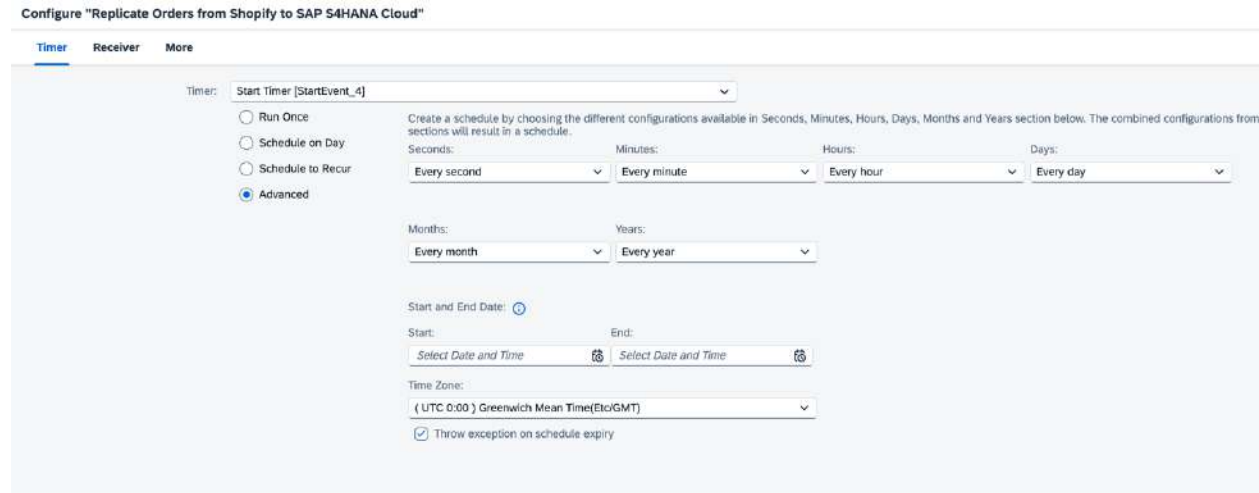 Configure "Replicate Orders from Shopify to SAP S4HANA Cloud"
Timer Receiver More
Timer: Start Timer [StartEvent_4]
Run Once
Schedule on Day
Schedule to Recur
Advanced
Create a schedule by choosing the different configurations available in Seconds, Minutes, Hours, Days, Months and Years section below. The combined configurations from
sections will result in a schedule.
Seconds: Minutes: Hours: Days:
Every second Every minute Every hour Every day
Months: Years:
Every month Every year
Start and End Date:
Start: End:
Select Date and Time Select Date and Time
Time Zone:
( UTC 0:00 ) Greenwich Mean Time(Etc/GMT)
Throw exception on schedule expiry